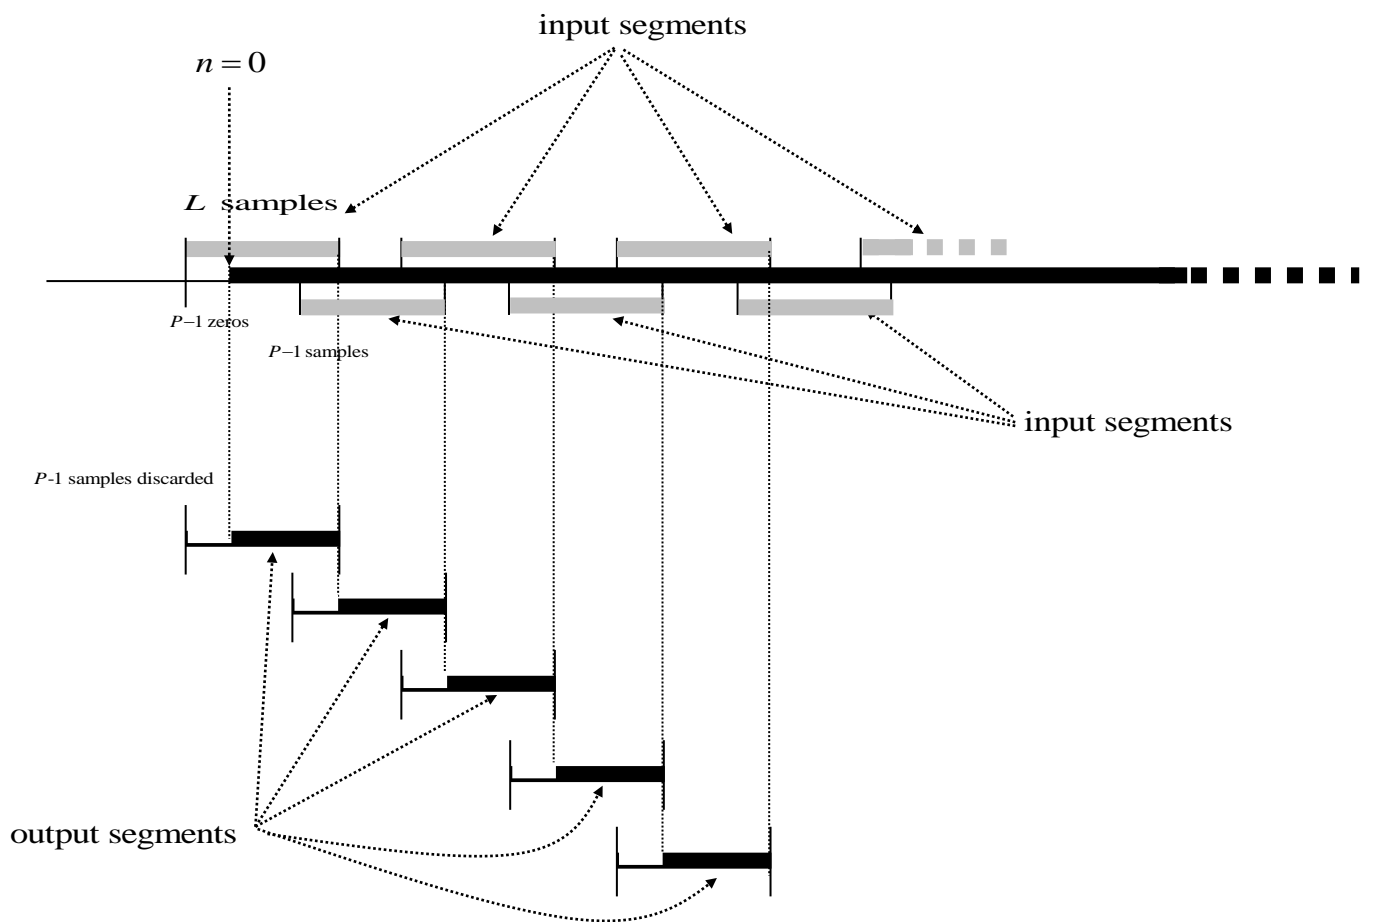 input segments
n = 0
L samples
P−1 zeros
P−1 samples
input segments
P-1 samples discarded
output segments